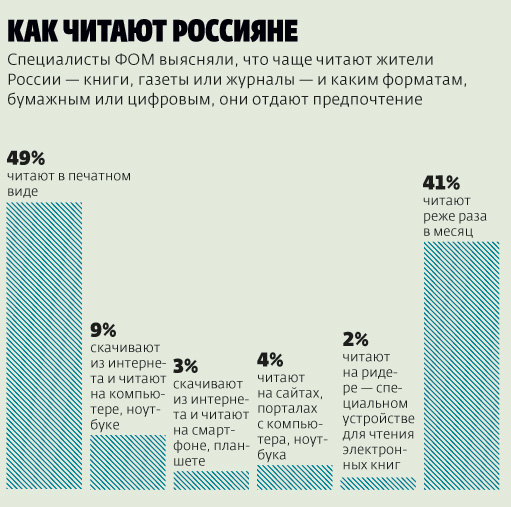 КАК ЧИТАЮТ РОССИЯНЕ
Специалисты ФОМ выясняли, что чаще читают жители
России — книги, газеты или журналы — и каким форматам,
бумажным или цифровым, они отдают предпочтение
49%
читают в печатном
виде
9%
скачивают
из интерне-
та и читают
на компью-
тере, ноут-
буке
3%
скачивают
из интерне-
та и читают
на смарт-
фоне, план-
шете
4%
читают
на сайтах,
порталах
с компью-
тера, ноут-
бука
2%
читают
на риде-
ре — спе-
циальном
устройстве
для чтения
электрон-
ных книг
41%
читают
реже раза
в месяц